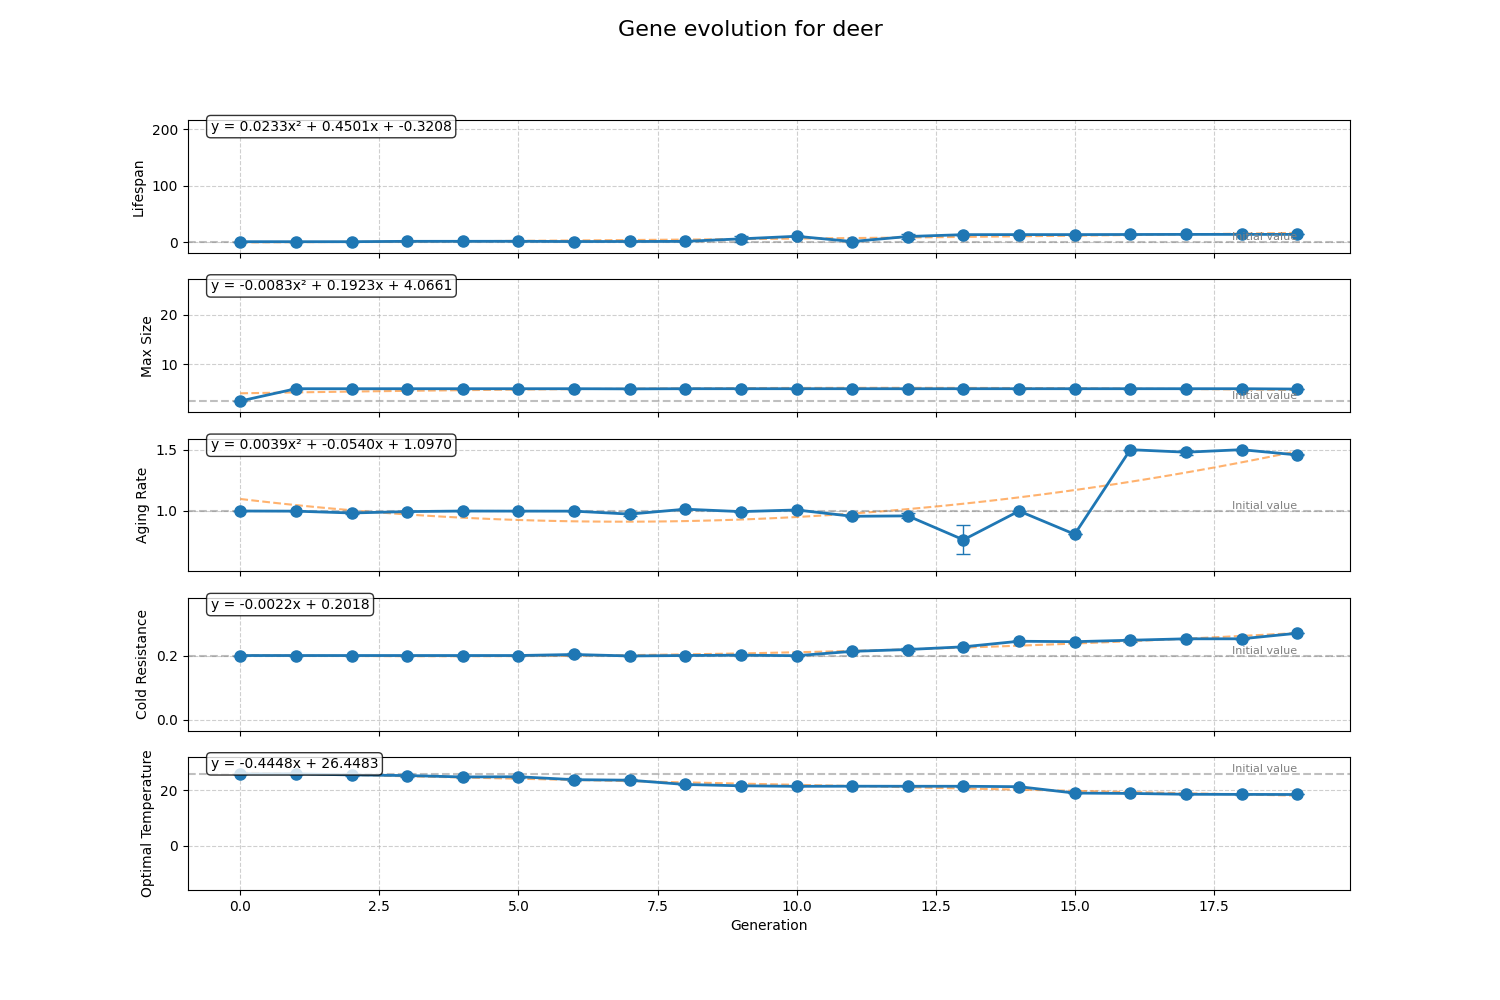 Gene evolution for deer
y = 0.0233x² + 0.4501x + -0.3208
200
100
0
Lifespan
Initial value
y = -0.0083x² + 0.1923x + 4.0661
20
10
Max Size
Initial value
y = 0.0039x² + -0.0540x + 1.0970
1.5
1.0
Aging Rate
Initial value
y = -0.0022x + 0.2018
0.2
0.0
Cold Resistance
Initial value
y = -0.4448x + 26.4483
20
0
Optimal Temperature
Initial value
0.0 2.5 5.0 7.5 10.0 12.5 15.0 17.5
Generation